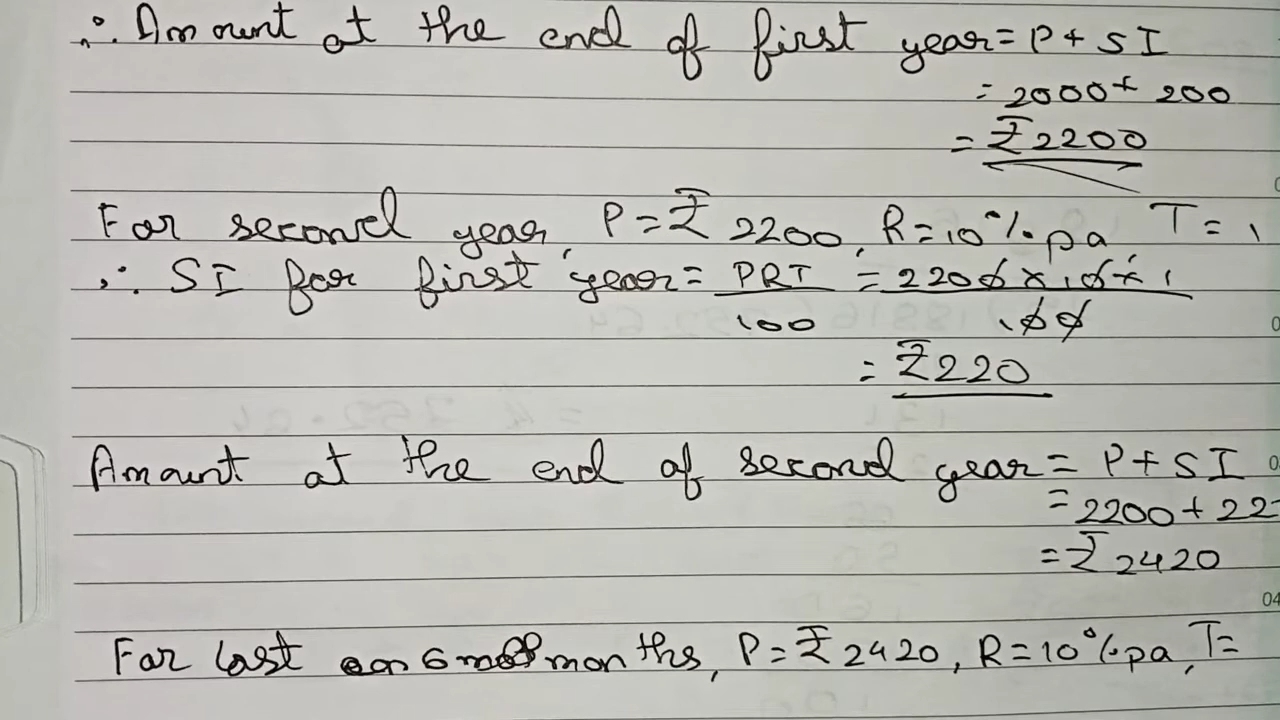 ∴ Amount at the end of first year = P + SI
= 2000 + 200
= ₹2200
For second year, P = ₹2200, R = 10% pa T = 1
∴ SI for first year = PRT/100 = 2200 × 10 × 1/100
= ₹220
Amount at the end of second year = P + SI
= 2200 + 22
= ₹2420
04
For last 6 months, P = ₹2420, R = 10% pa, T =